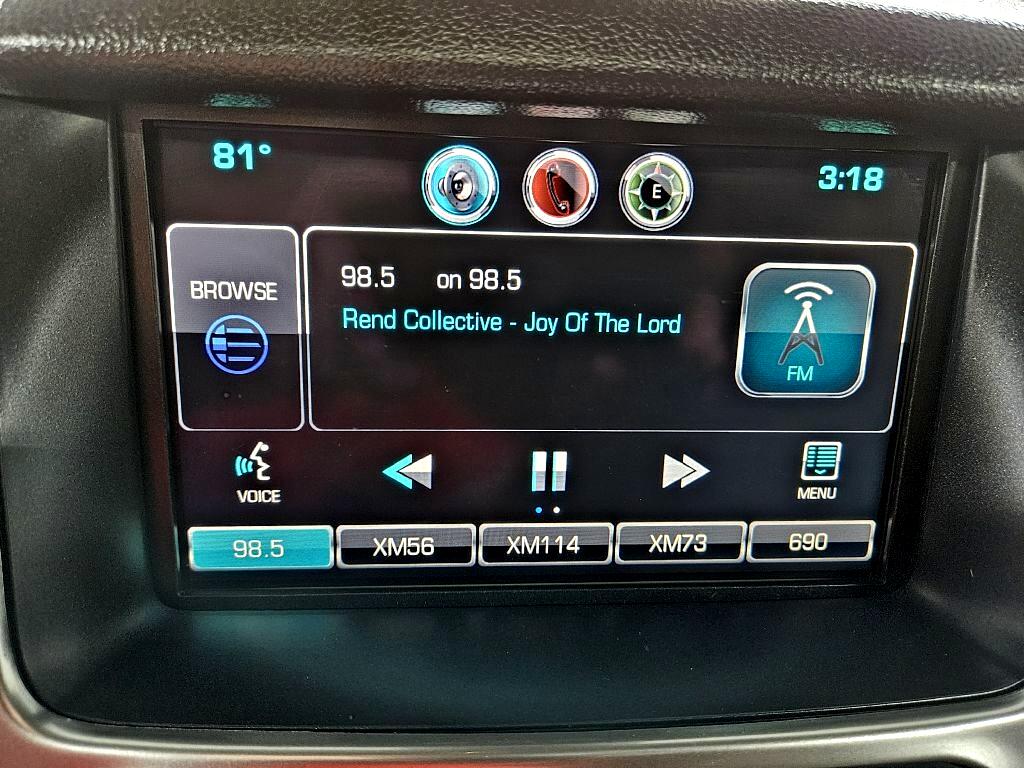 81°
E
3:18
BROWSE
98.5 on 98.5
Rend Collective - Joy Of The Lord
FM
VOICE
MENU
98.5
XM56
XM114
XM73
690